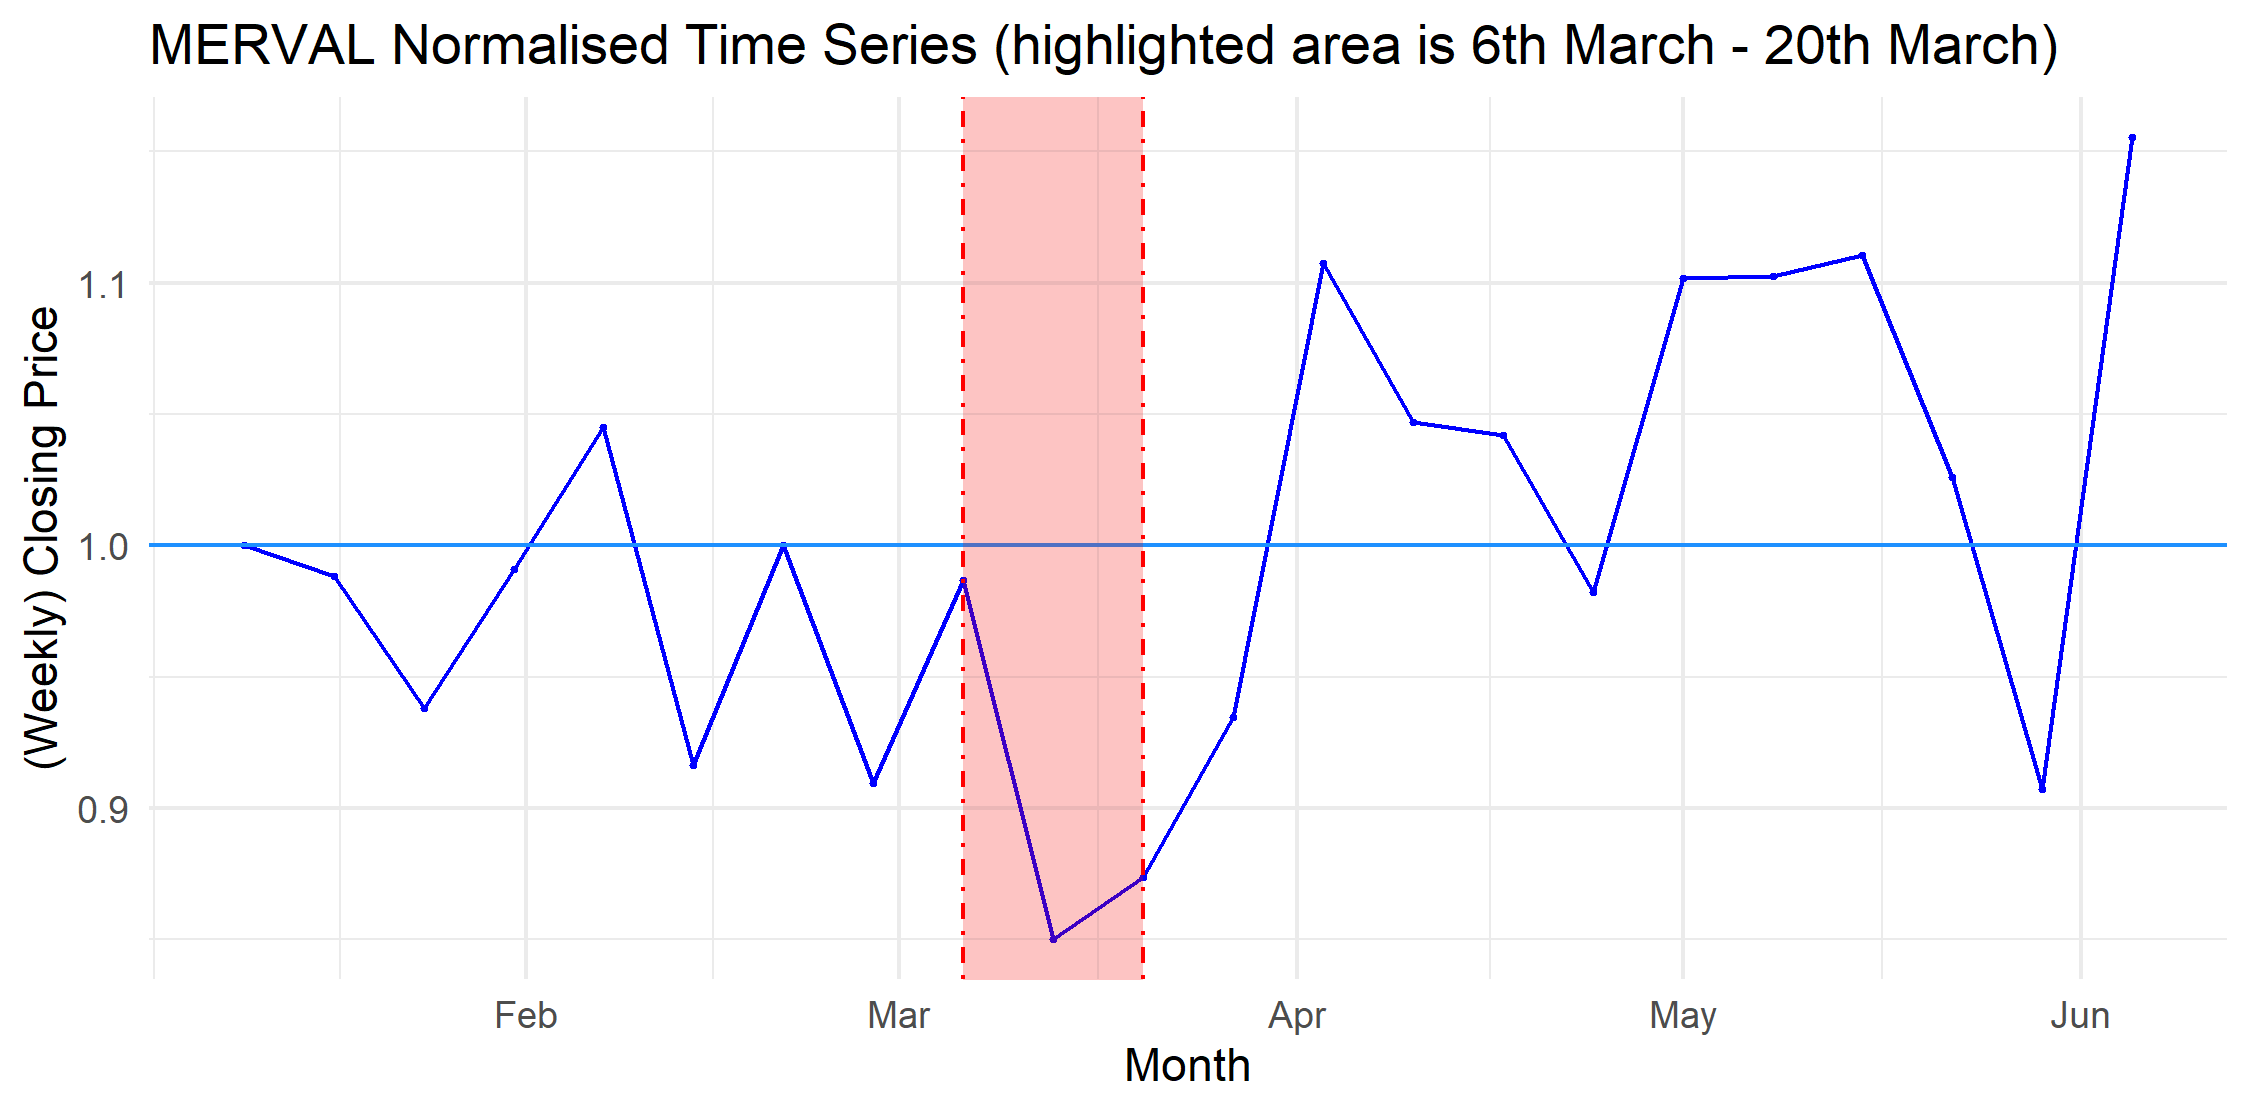 MERVAL Normalised Time Series (highlighted area is 6th March - 20th March)
(Weekly) Closing Price
1.1
1.0
0.9
Feb
Mar
Apr
May
Jun
Month